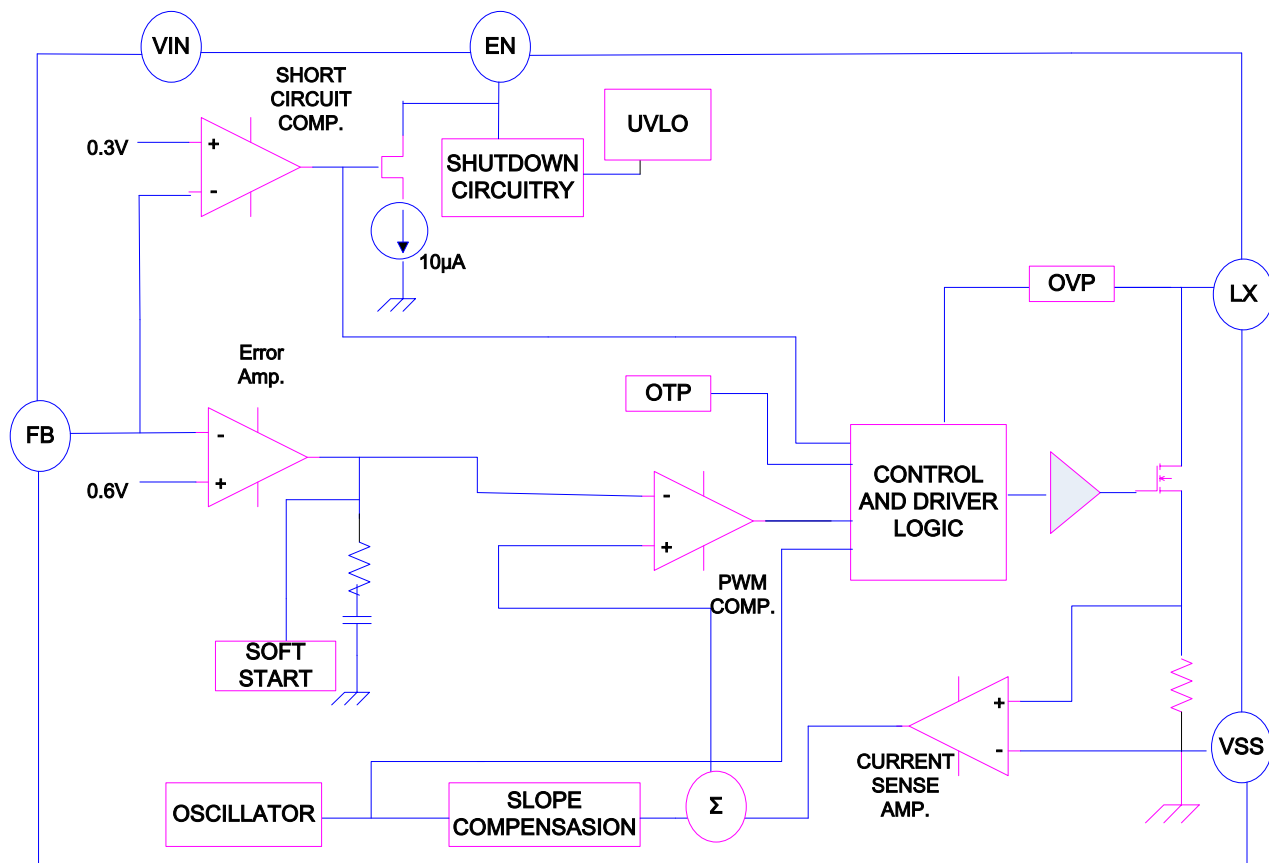 VIN
EN
SHORT
CIRCUIT
COMP.
UVLO
0.3V
+
-
SHUTDOWN
CIRCUITRY
10µA
OVP
LX
Error
Amp.
OTP
FB
-
+
0.6V
CONTROL
AND DRIVER
LOGIC
-
+
PWM
COMP.
SOFT
START
+
-
CURRENT
SENSE
AMP.
VSS
OSCILLATOR
SLOPE
COMPENSASION
Σ